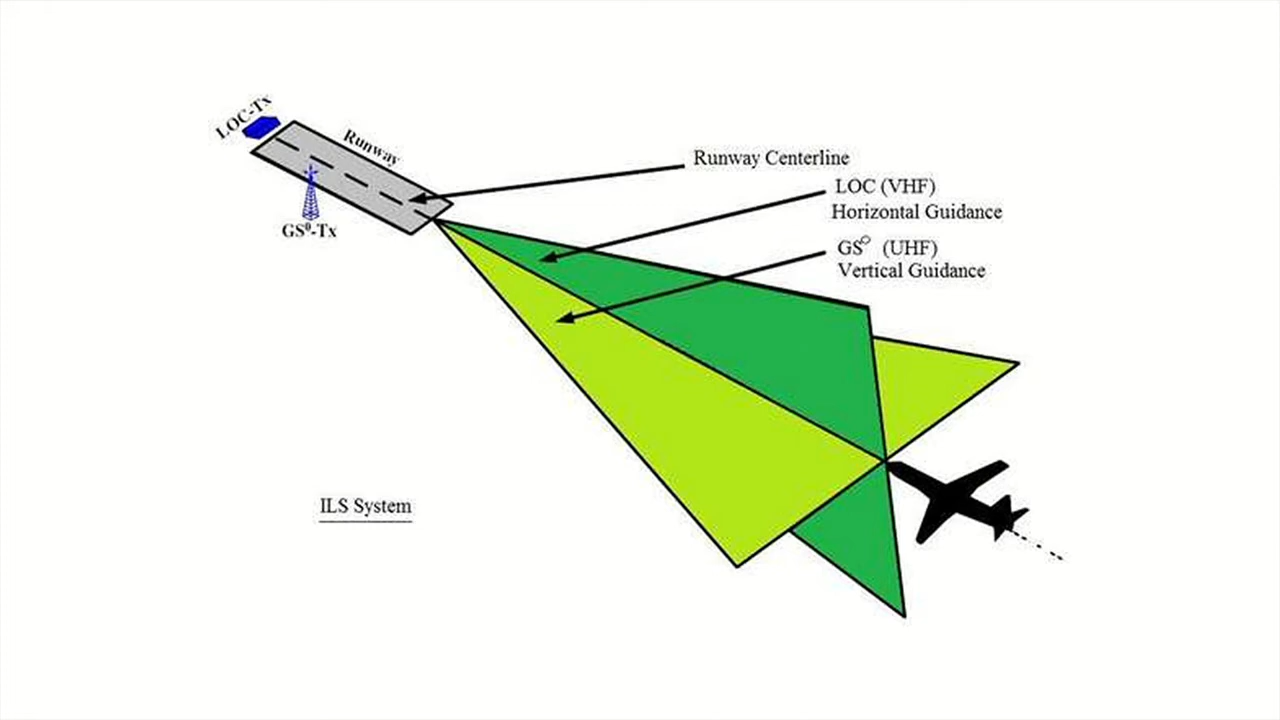 LOC-Tx
Runway
Runway Centerline
LOC (VHF)
Horizontal Guidance
GS⁰-Tx
GS° (UHF)
Vertical Guidance
ILS System